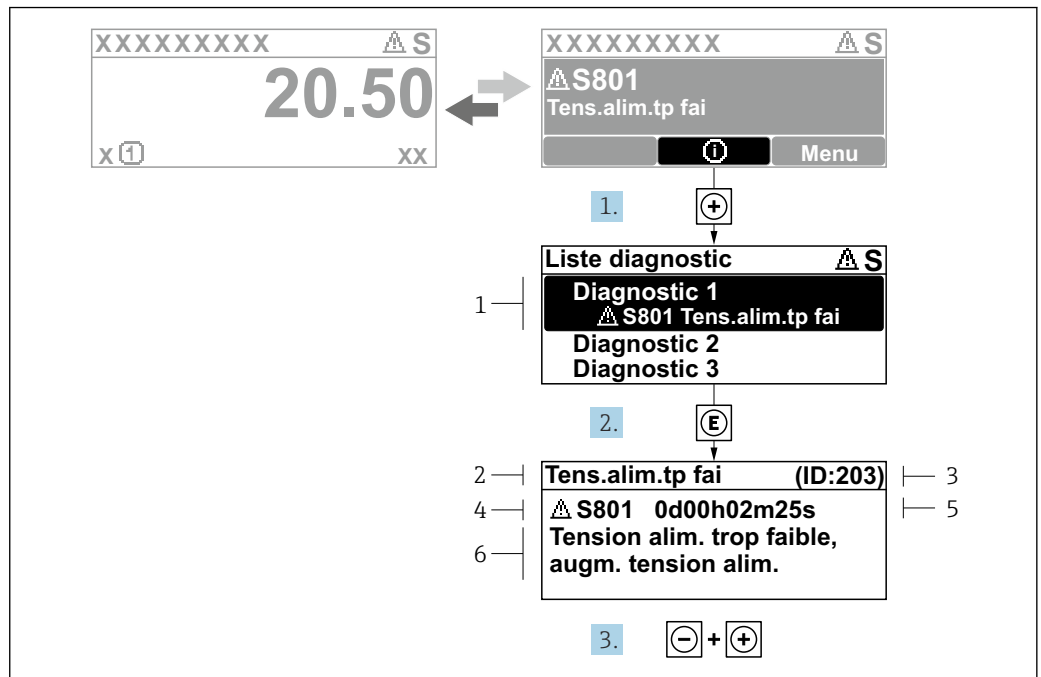 XXXXXXXXX ⚠ S
20.50
x ① xx
XXXXXXXXX ⚠ S
⚠ S801
Tens.alim.tp fai
ⓘ Menu
1. +
Liste diagnostic ⚠ S
1
Diagnostic 1
⚠ S801 Tens.alim.tp fai
Diagnostic 2
Diagnostic 3
2. E
2 Tens.alim.tp fai (ID:203) 3
4 ⚠ S801 0d00h02m25s 5
6
Tension alim. trop faible,
augm. tension alim.
3. - + +